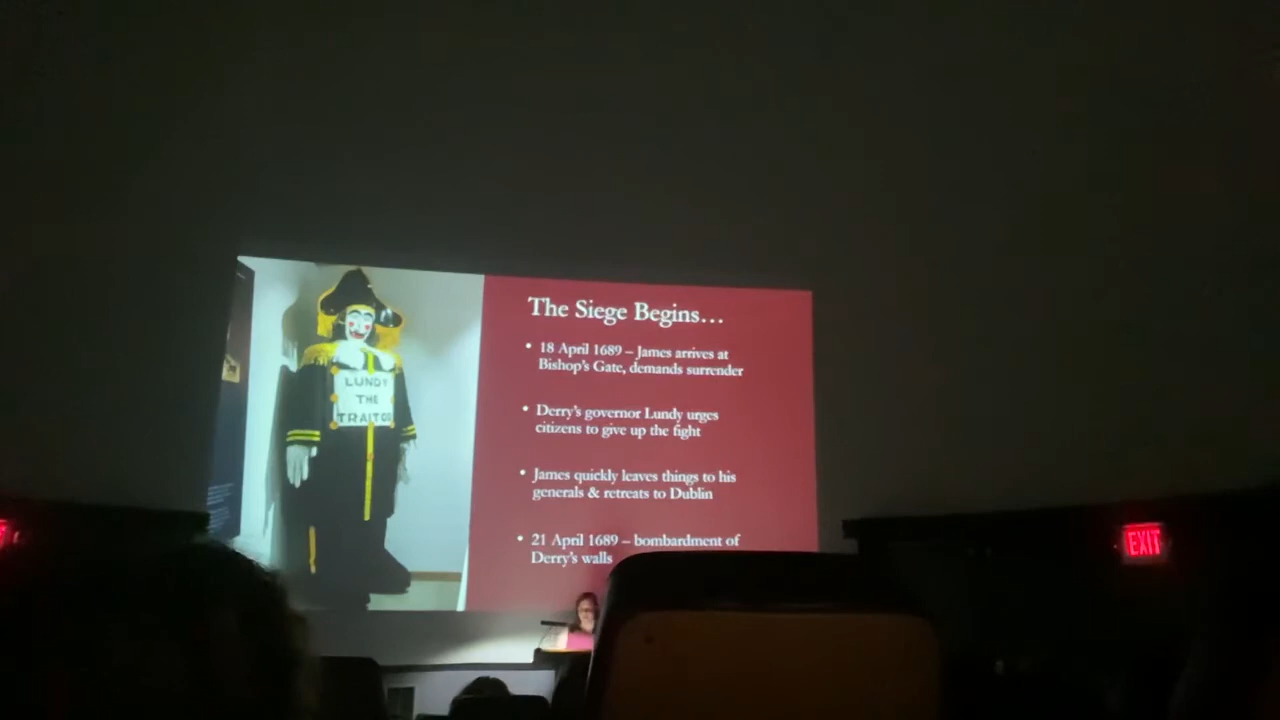 LUNDY
THE
TRAITOR
The Siege Begins…
• 18 April 1689 – James arrives at
Bishop's Gate, demands surrender
• Derry's governor Lundy urges
citizens to give up the fight
• James quickly leaves things to his
generals & retreats to Dublin
• 21 April 1689 – bombardment of
Derry's walls
EXIT